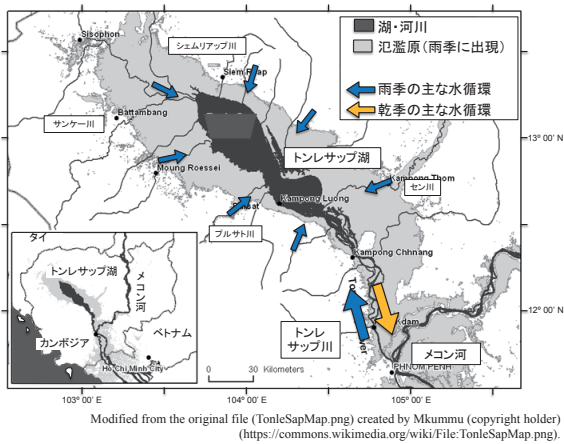 湖・河川
氾濫原(雨季に出現)
雨季の主な水循環
乾季の主な水循環
Sisophon
シェムリアップ川
Siem Reap
Battambang
サンケー川
13°00' N
トンレサップ湖
Moung Roessei
Kampong Thom
セン川
Kampong Luong
プルサト川
Kampong Chhnang
タイ
トンレサップ湖
メコン河
カンボジア
ベトナム
Ho Chi Minh City
12°00' N
トンレ
サップ川
メコン河
PHNOM PENH
0 30 Kilometers
103°00' E
104°00' E
105°00' E
Modified from the original file (TonleSapMap.png) created by Mkummu (copyright holder)
(https://commons.wikimedia.org/wiki/File:TonleSapMap.png).